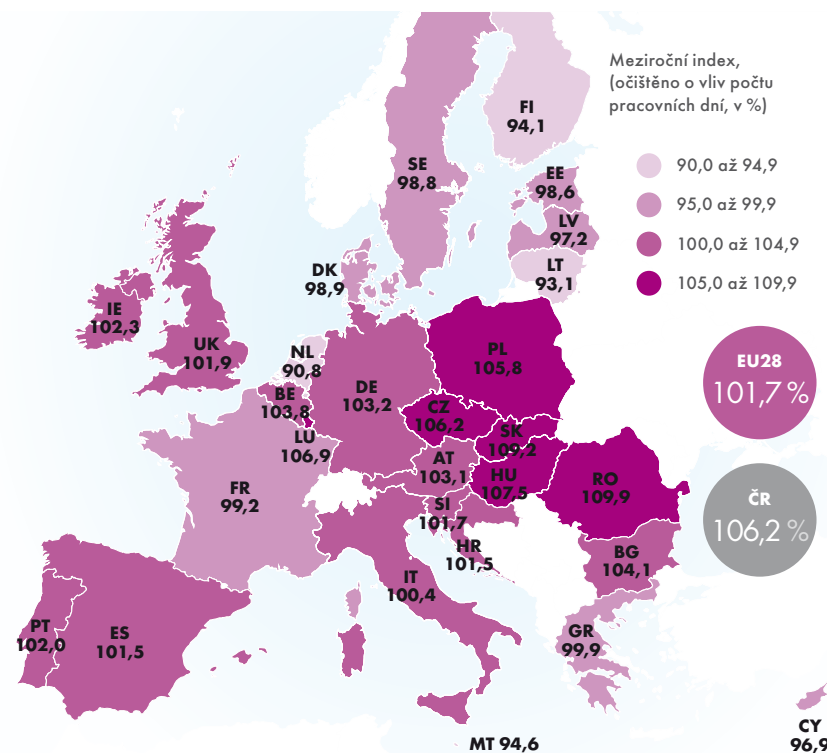 Meziroční index,
(očištěno o vliv počtu
pracovních dní, v %)
90,0 až 94,9
95,0 až 99,9
100,0 až 104,9
105,0 až 109,9
FI
94,1
SE
98,8
EE
98,6
LV
97,2
LT
93,1
DK
98,9
IE
102,3
UK
101,9
NL
90,8
BE
103,8
LU
106,9
DE
103,2
PL
105,8
CZ
106,2
SK
109,2
AT
103,1
HU
107,5
RO
109,9
FR
99,2
SI
101,7
HR
101,5
BG
104,1
IT
100,4
PT
102,0
ES
101,5
GR
99,9
MT 94,6
CY
96,9
EU28
101,7 %
ČR
106,2 %